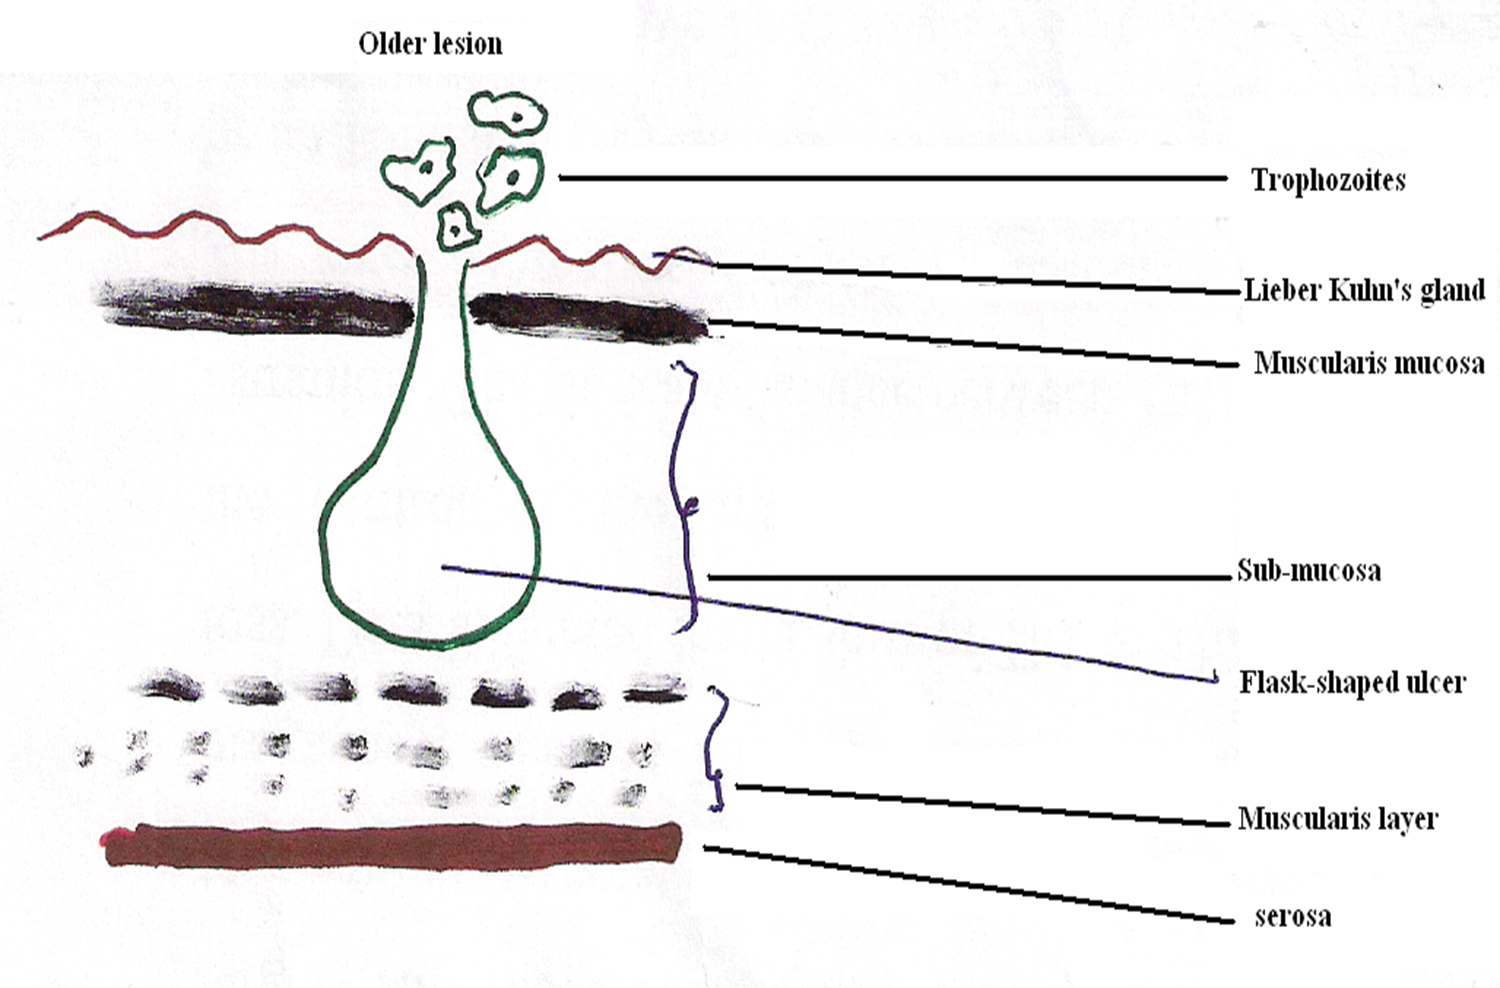 Older lesion
Trophozoites
Lieber Kuhn's gland
Muscularis mucosa
Sub-mucosa
Flask-shaped ulcer
Muscularis layer
serosa